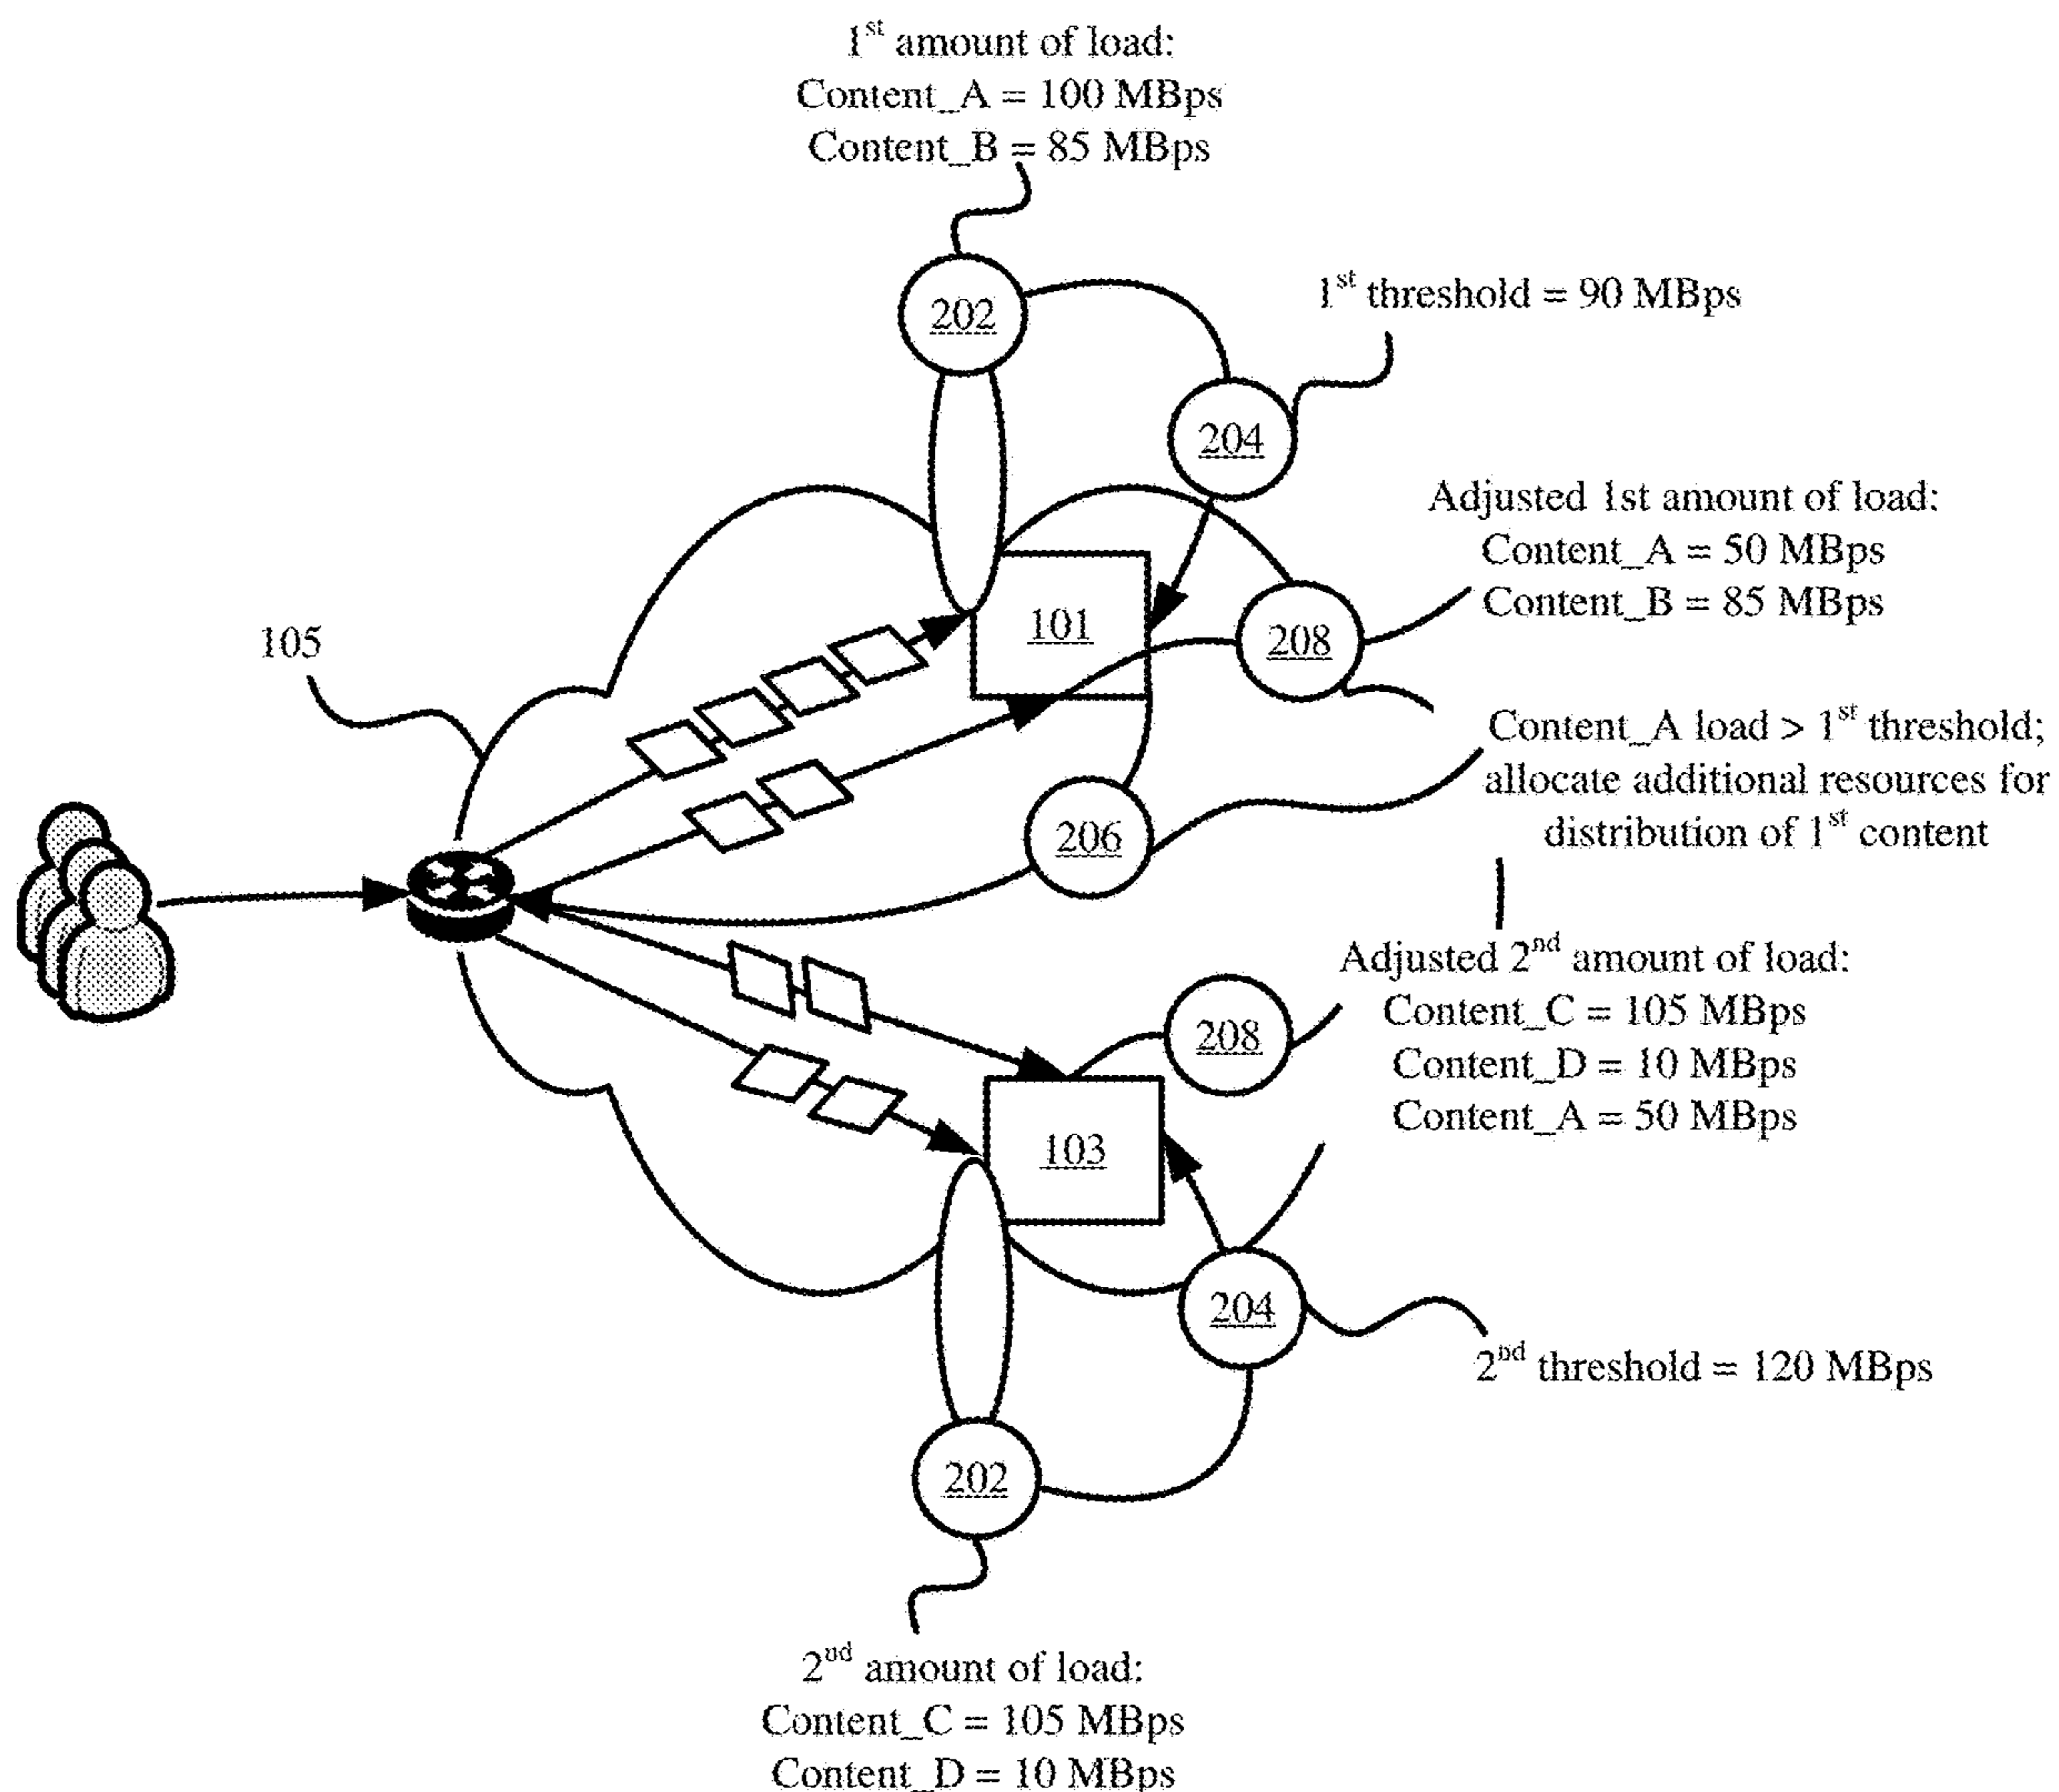 1st amount of load:
Content_A = 100 MBps
Content_B = 85 MBps
202
1st threshold = 90 MBps
204
Adjusted 1st amount of load:
Content_A = 50 MBps
Content_B = 85 MBps
101
208
105
Content_A load > 1st threshold;
allocate additional resources for
distribution of 1st content
206
Adjusted 2nd amount of load:
Content_C = 105 MBps
Content_D = 10 MBps
Content_A = 50 MBps
208
103
204
2nd threshold = 120 MBps
202
2nd amount of load:
Content_C = 105 MBps
Content_D = 10 MBps